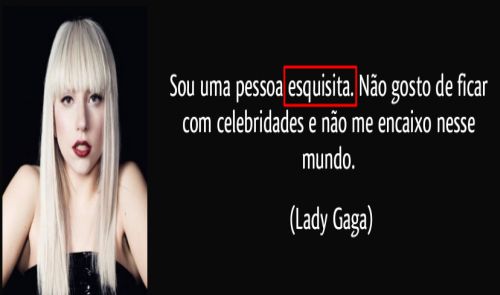 Sou uma pessoa esquisita. Não gosto de ficar
com celebridades e não me encaixo nesse
mundo.
(Lady Gaga)